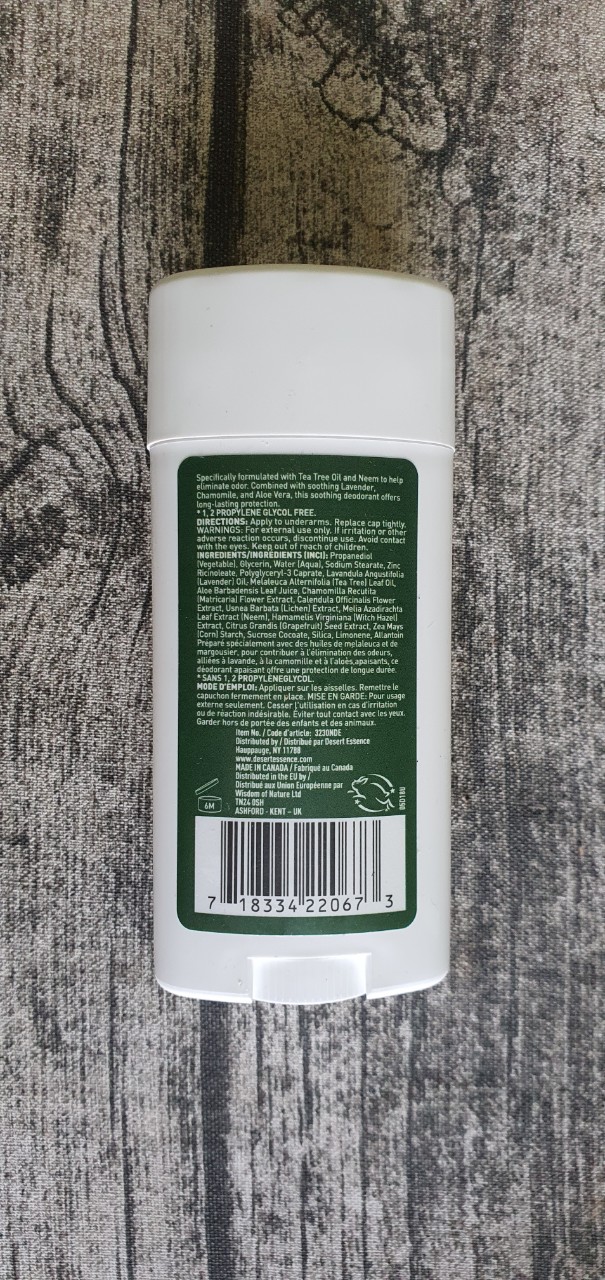 Specifically formulated with Tea Tree Oil and Neem to help
eliminate odor. Combined with soothing Lavender,
Chamomile, and Aloe Vera, this soothing deodorant offers
long-lasting protection.
* 1, 2 PROPYLENE GLYCOL FREE.
DIRECTIONS: Apply to underarms. Replace cap tightly.
WARNINGS: For external use only. If irritation or other
adverse reaction occurs, discontinue use. Avoid contact
with the eyes. Keep out of reach of children.
INGREDIENTS/INGRÉDIENTS (INCI): Propanediol
(Vegetable), Glycerin, Water (Aqua), Sodium Stearate, Zinc
Ricinoleate, Polyglyceryl-3 Caprate, Lavandula Angustifolia
(Lavender) Oil, Melaleuca Alternifolia (Tea Tree) Leaf Oil,
Aloe Barbadensis Leaf Juice, Chamomilla Recutita
(Matricaria) Flower Extract, Calendula Officinalis Flower
Extract, Usnea Barbata (Lichen) Extract, Melia Azadirachta
Leaf Extract (Neem), Hamamelis Virginiana (Witch Hazel)
Extract, Citrus Grandis (Grapefruit) Seed Extract, Zea Mays
(Corn) Starch, Sucrose Cocoate, Silica, Limonene, Allantoin
Préparé spécialement avec des huiles de melaleuca et de
margousier, pour contribuer à l'élimination des odeurs,
alliées à lavande, à la camomille et à l'aloès,apaisants, ce
déodorant apaisant offre une protection de longue durée.
* SANS 1, 2 PROPYLENEGLYCOL.
MODE D'EMPLOI: Appliquer sur les aisselles. Remettre le
capuchon fermement en place. MISE EN GARDE: Pour usage
externe seulement. Cesser l'utilisation en cas d'irritation
ou de réaction indésirable. Éviter tout contact avec les yeux.
Garder hors de portée des enfants et des animaux.
Item No. / Code d'article: 3230NDE
Distributed by / Distribué par Desert Essence
Hauppauge, NY 11788
www.desertessence.com
MADE IN CANADA / Fabriqué au Canada
Distributed in the EU by /
Distribué aux Union Européenne par
Wisdom of Nature Ltd
TN24 0SH
ASHFORD - KENT - UK
6M
06D18U
7 18334 22067 3